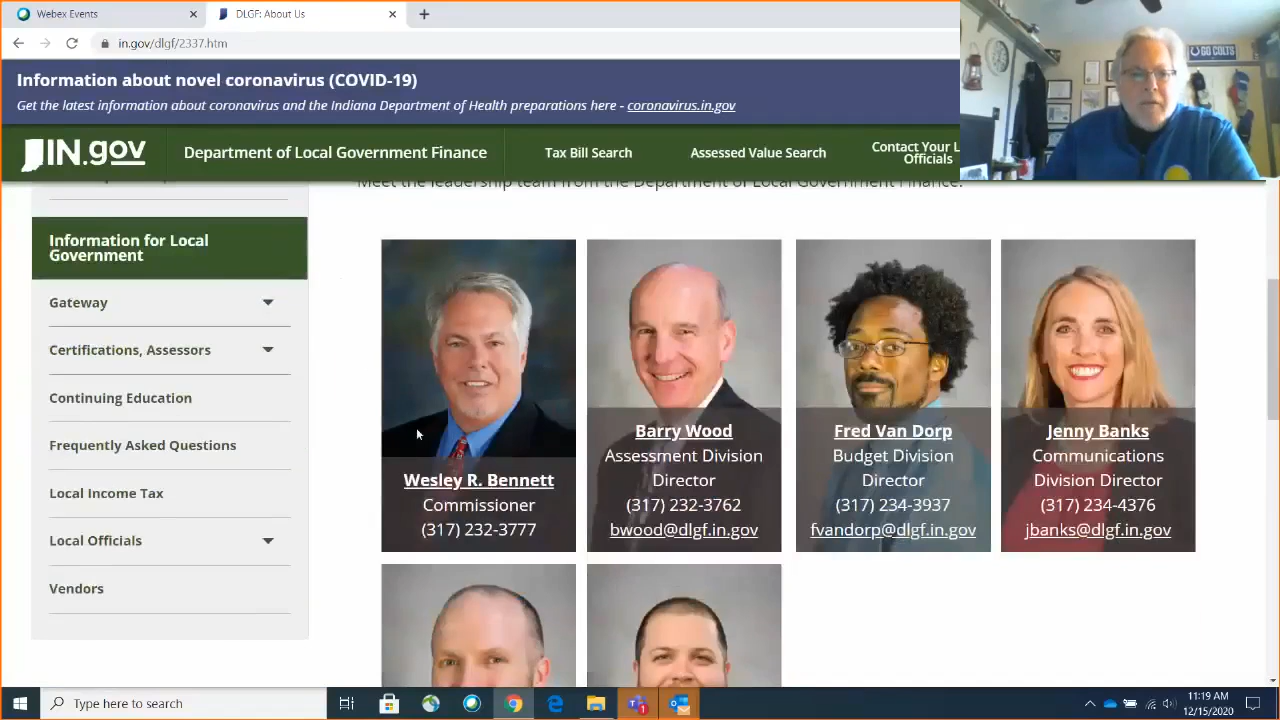 Webex Events
DLGF: About Us
in.gov/dlgf/2337.htm
Information about novel coronavirus (COVID-19)
Get the latest information about coronavirus and the Indiana Department of Health preparations here - coronavirus.in.gov
IN.gov
Department of Local Government Finance
Tax Bill Search
Assessed Value Search
Contact Your L
Officials
GO COLTS
Meet the leadership team from the Department of Local Government Finance.
Information for Local
Government
Gateway
Certifications, Assessors
Continuing Education
Frequently Asked Questions
Local Income Tax
Local Officials
Vendors
Wesley R. Bennett
Commissioner
(317) 232-3777
Barry Wood
Assessment Division
Director
(317) 232-3762
bwood@dlgf.in.gov
Fred Van Dorp
Budget Division
Director
(317) 234-3937
fvandorp@dlgf.in.gov
Jenny Banks
Communications
Division Director
(317) 234-4376
jbanks@dlgf.in.gov
Type here to search
11:19 AM
12/15/2020